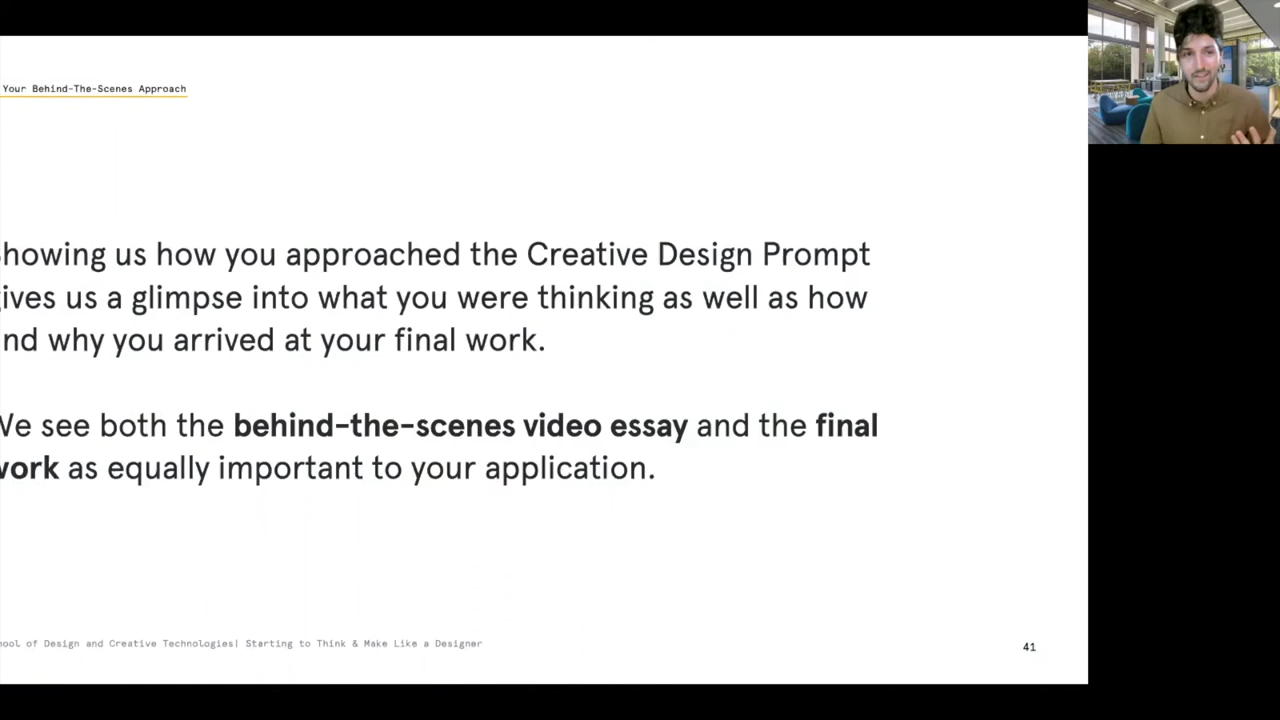 Your Behind-The-Scenes Approach
howing us how you approached the Creative Design Prompt
ives us a glimpse into what you were thinking as well as how
nd why you arrived at your final work.
We see both the behind-the-scenes video essay and the final
work as equally important to your application.
ool of Design and Creative Technologies| Starting to Think & Make Like a Designer
41